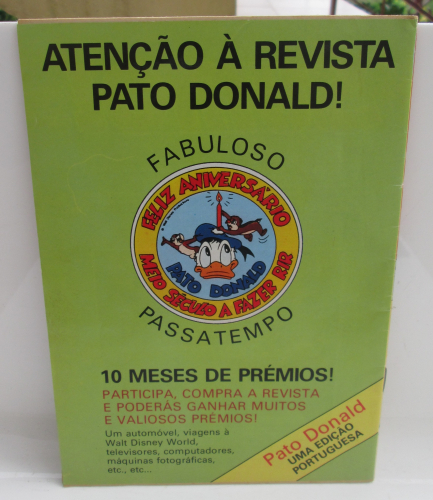 ATENÇÃO À REVISTA
PATO DONALD!
FABULOSO
FELIZ ANIVERSÁRIO
PATO DONALD
MEIO SÉCULO A FAZER RIR
PASSATEMPO
10 MESES DE PRÉMIOS!
PARTICIPA, COMPRA A REVISTA
E PODERÁS GANHAR MUITOS
E VALIOSOS PRÉMIOS!
Um automóvel, viagens à
Walt Disney World,
televisores, computadores,
máquinas fotográficas,
etc., etc...
Pato Donald
UMA EDIÇÃO
PORTUGUESA